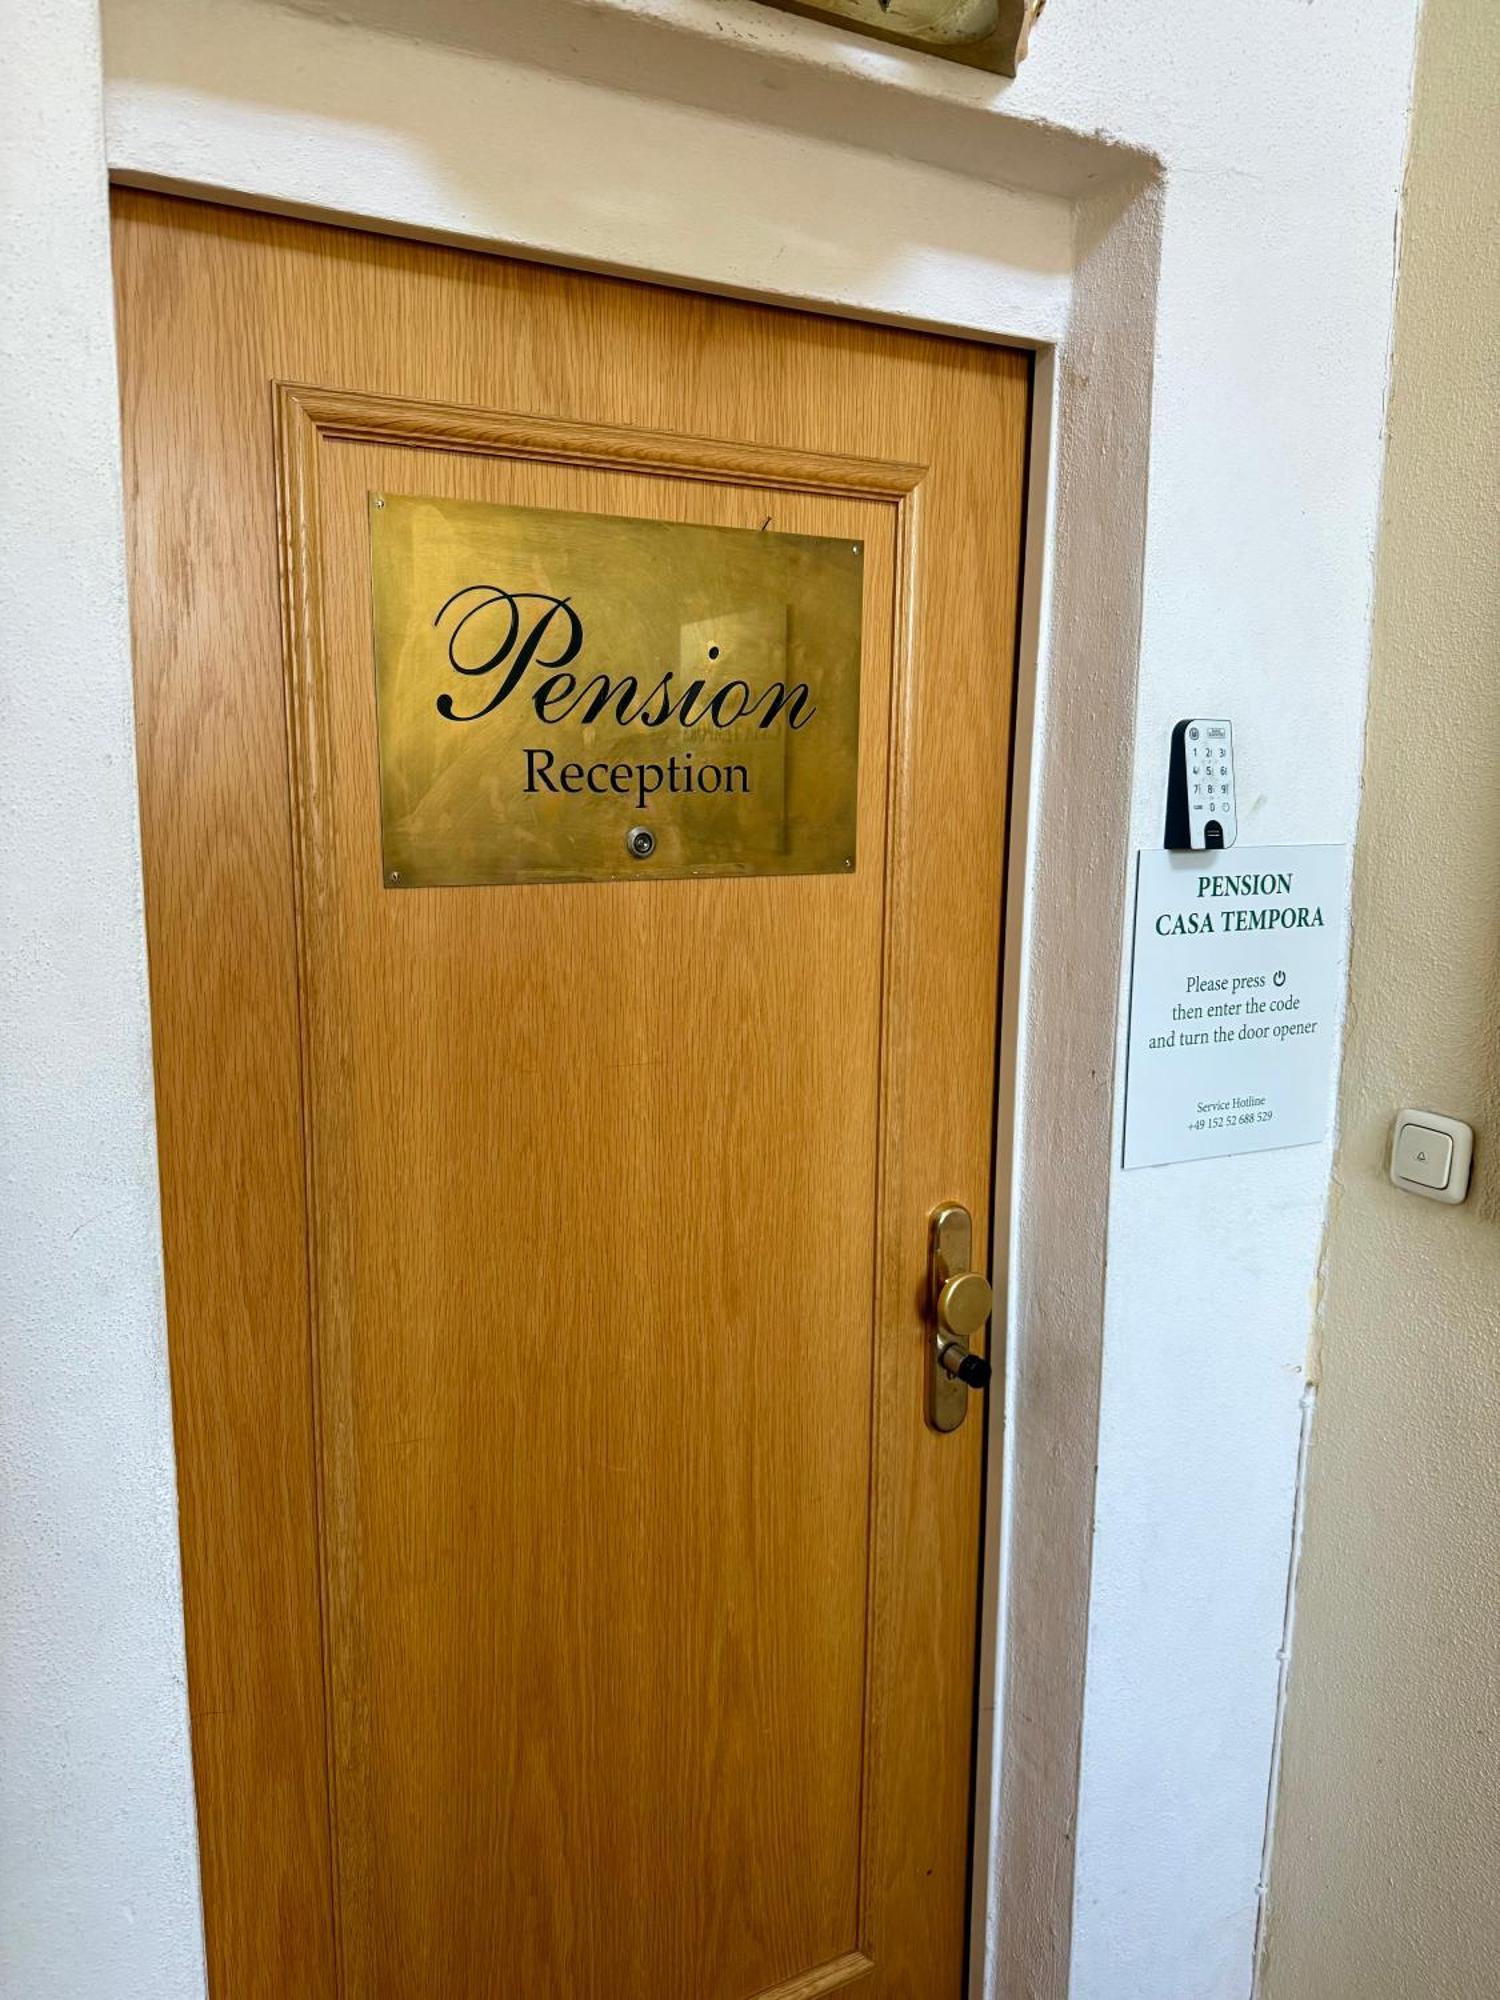 Pension
Reception
1 2 3
4 5 6
7 8 9
0
PENSION
CASA TEMPORA
Please press ⏻
then enter the code
and turn the door opener
Service Hotline
+49 152 52 688 529